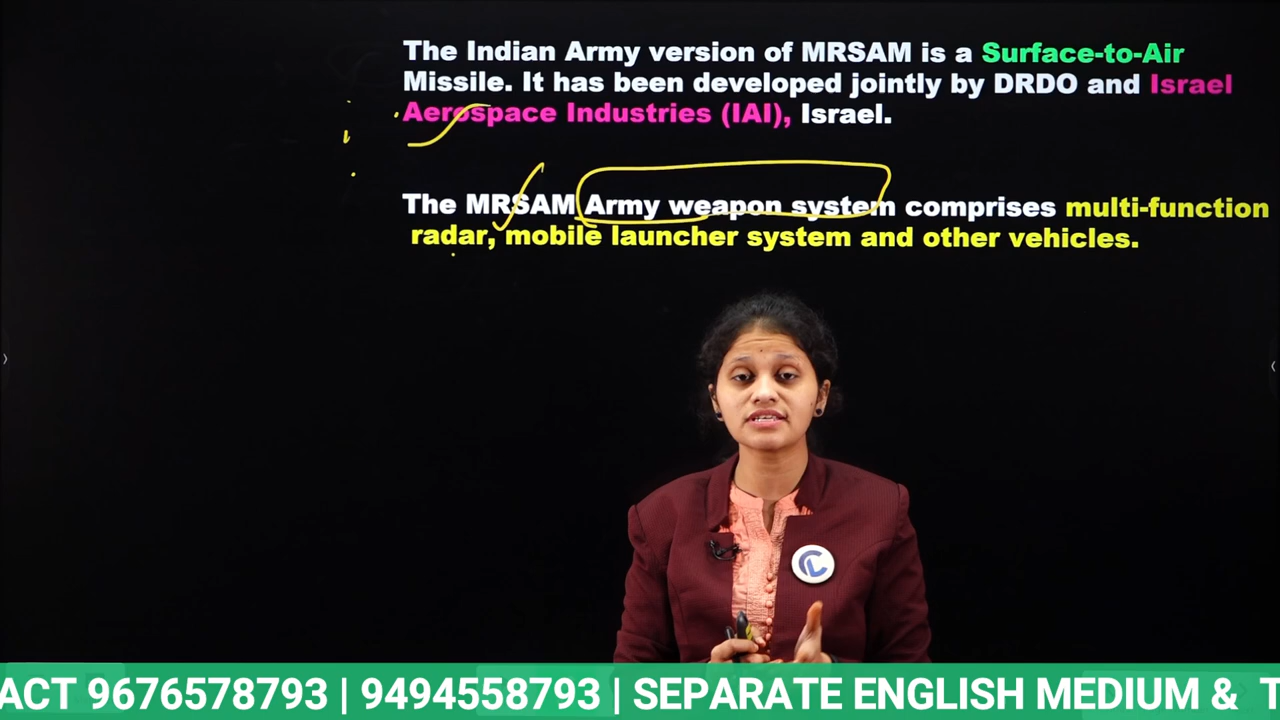 The Indian Army version of MRSAM is a Surface-to-Air
Missile. It has been developed jointly by DRDO and Israel
Aerospace Industries (IAI), Israel.
The MRSAM Army weapon system comprises multi-function
radar, mobile launcher system and other vehicles.
ACT 9676578793 | 9494558793 | SEPARATE ENGLISH MEDIUM & T